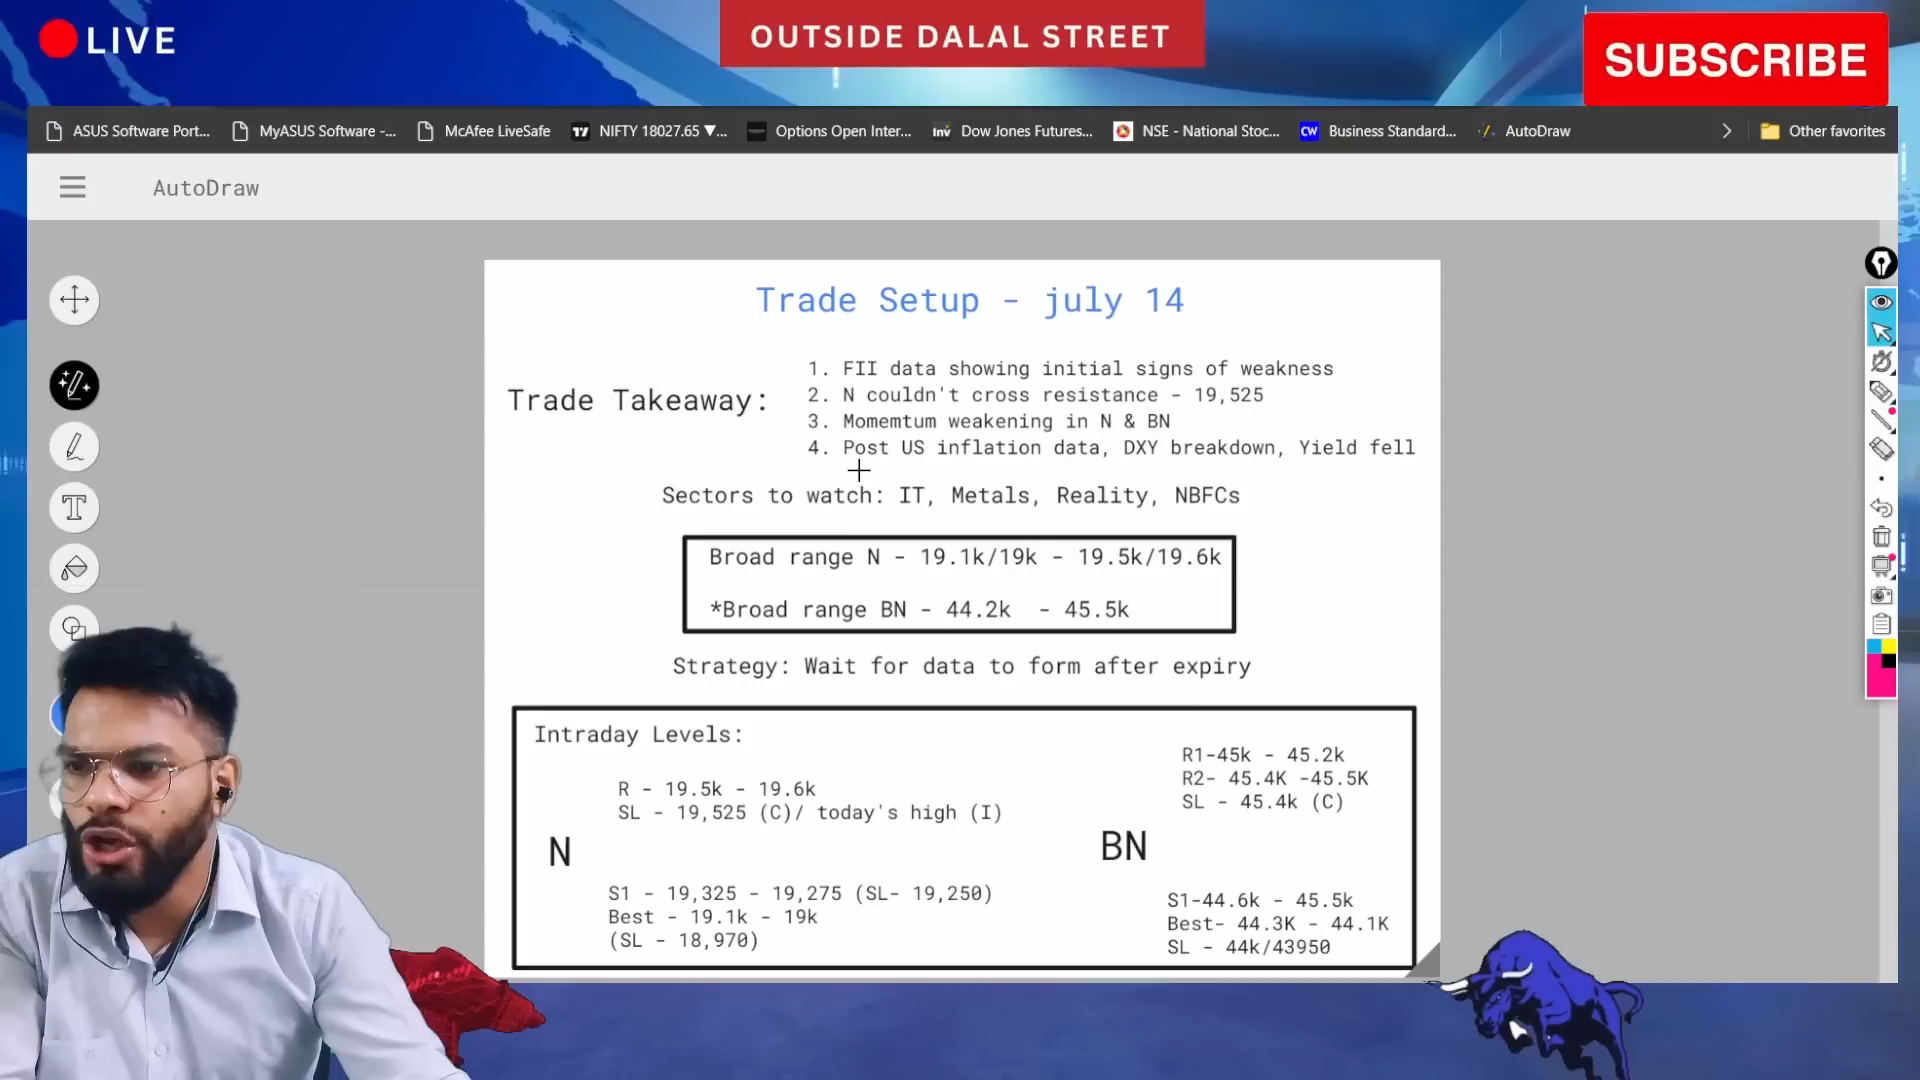 LIVE
OUTSIDE DALAL STREET
SUBSCRIBE
ASUS Software Port...
MyASUS Software -...
McAfee LiveSafe
NIFTY 18027.65 ▼...
Options Open Inter...
Inv
Dow Jones Futures...
NSE - National Stoc...
CW
Business Standard...
AutoDraw
Other favorites
AutoDraw
Trade Setup - july 14
Trade Takeaway:
1. FII data showing initial signs of weakness
2. N couldn't cross resistance - 19,525
3. Momemtum weakening in N & BN
4. Post US inflation data, DXY breakdown, Yield fell
Sectors to watch: IT, Metals, Reality, NBFCs
Broad range N - 19.1k/19k - 19.5k/19.6k
*Broad range BN - 44.2k - 45.5k
Strategy: Wait for data to form after expiry
Intraday Levels:
R - 19.5k - 19.6k
SL - 19,525 (C)/ today's high (I)
N
S1 - 19,325 - 19,275 (SL- 19,250)
Best - 19.1k - 19k
(SL - 18,970)
R1-45k - 45.2k
R2- 45.4K -45.5K
SL - 45.4k (C)
BN
S1-44.6k - 45.5k
Best- 44.3K - 44.1K
SL - 44k/43950